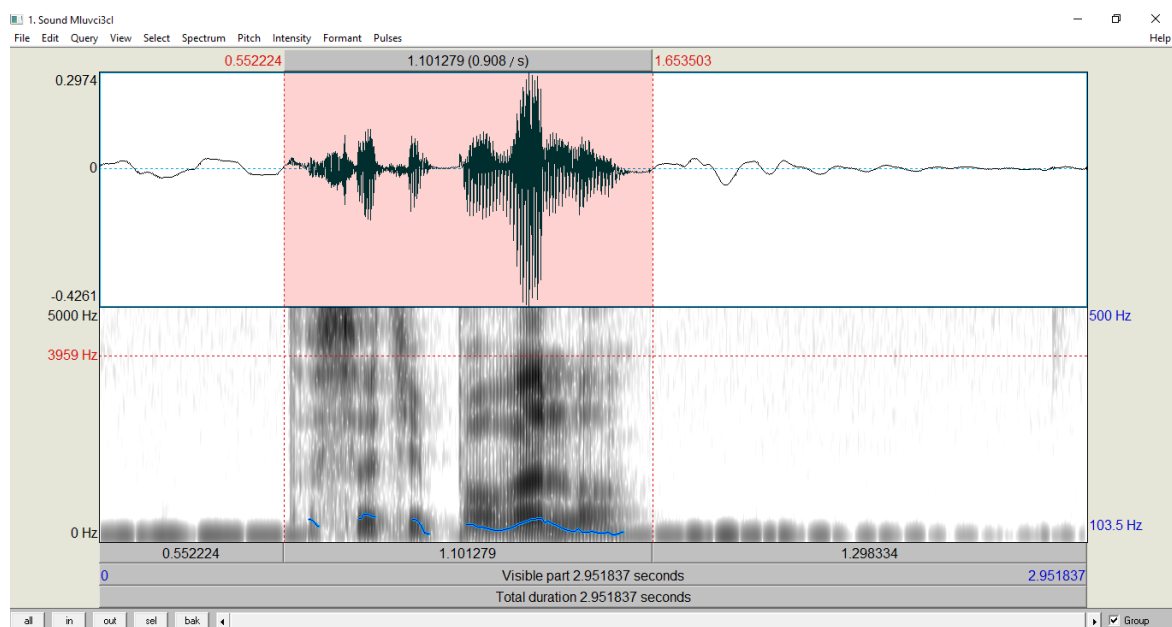 1. Sound Mluvci3cl
File Edit Query View Select Spectrum Pitch Intensity Formant Pulses Help
0.552224 1.101279 (0.908 / s) 1.653503
0.2974
0
-0.4261
5000 Hz 500 Hz
3959 Hz
103.5 Hz
0 Hz
0.552224 1.101279 1.298334
0 Visible part 2.951837 seconds 2.951837
Total duration 2.951837 seconds
all in out sel bak Group